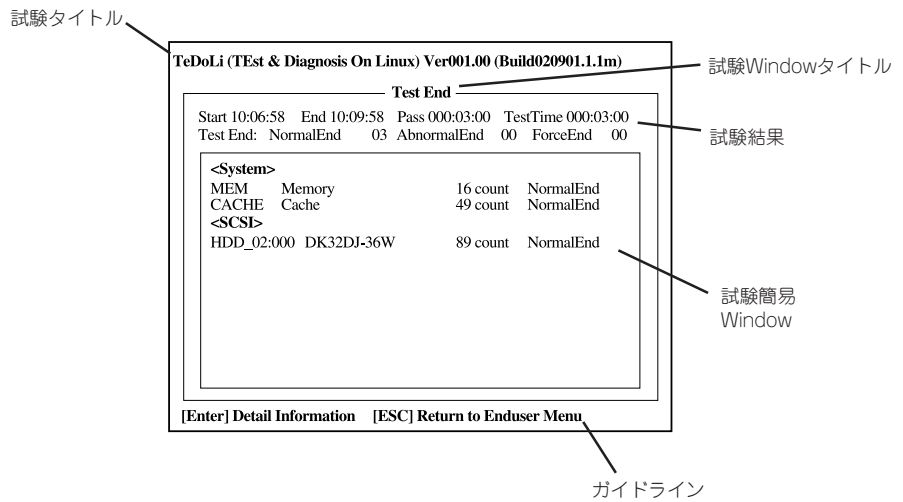 試験タイトル
TeDoLi (TEst & Diagnosis On Linux) Ver001.00 (Build020901.1.1m)
試験Windowタイトル
Test End
Start 10:06:58 End 10:09:58 Pass 000:03:00 TestTime 000:03:00
Test End: NormalEnd 03 AbnormalEnd 00 ForceEnd 00
試験結果
<System>
MEM Memory 16 count NormalEnd
CACHE Cache 49 count NormalEnd
<SCSI>
HDD_02:000 DK32DJ-36W 89 count NormalEnd
試験簡易
Window
[Enter] Detail Information [ESC] Return to Enduser Menu
ガイドライン